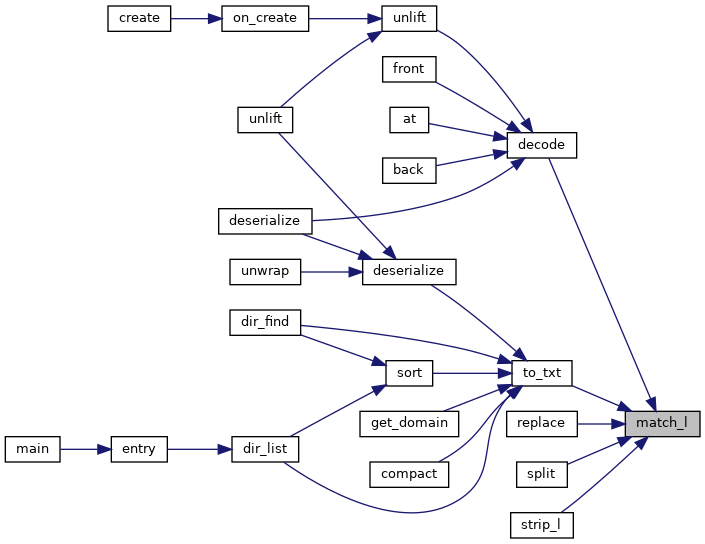 create
on_create
unlift
front
unlift
at
decode
back
deserialize
unwrap
deserialize
dir_find
sort
to_txt
get_domain
replace
match_l
main
entry
dir_list
compact
split
strip_l